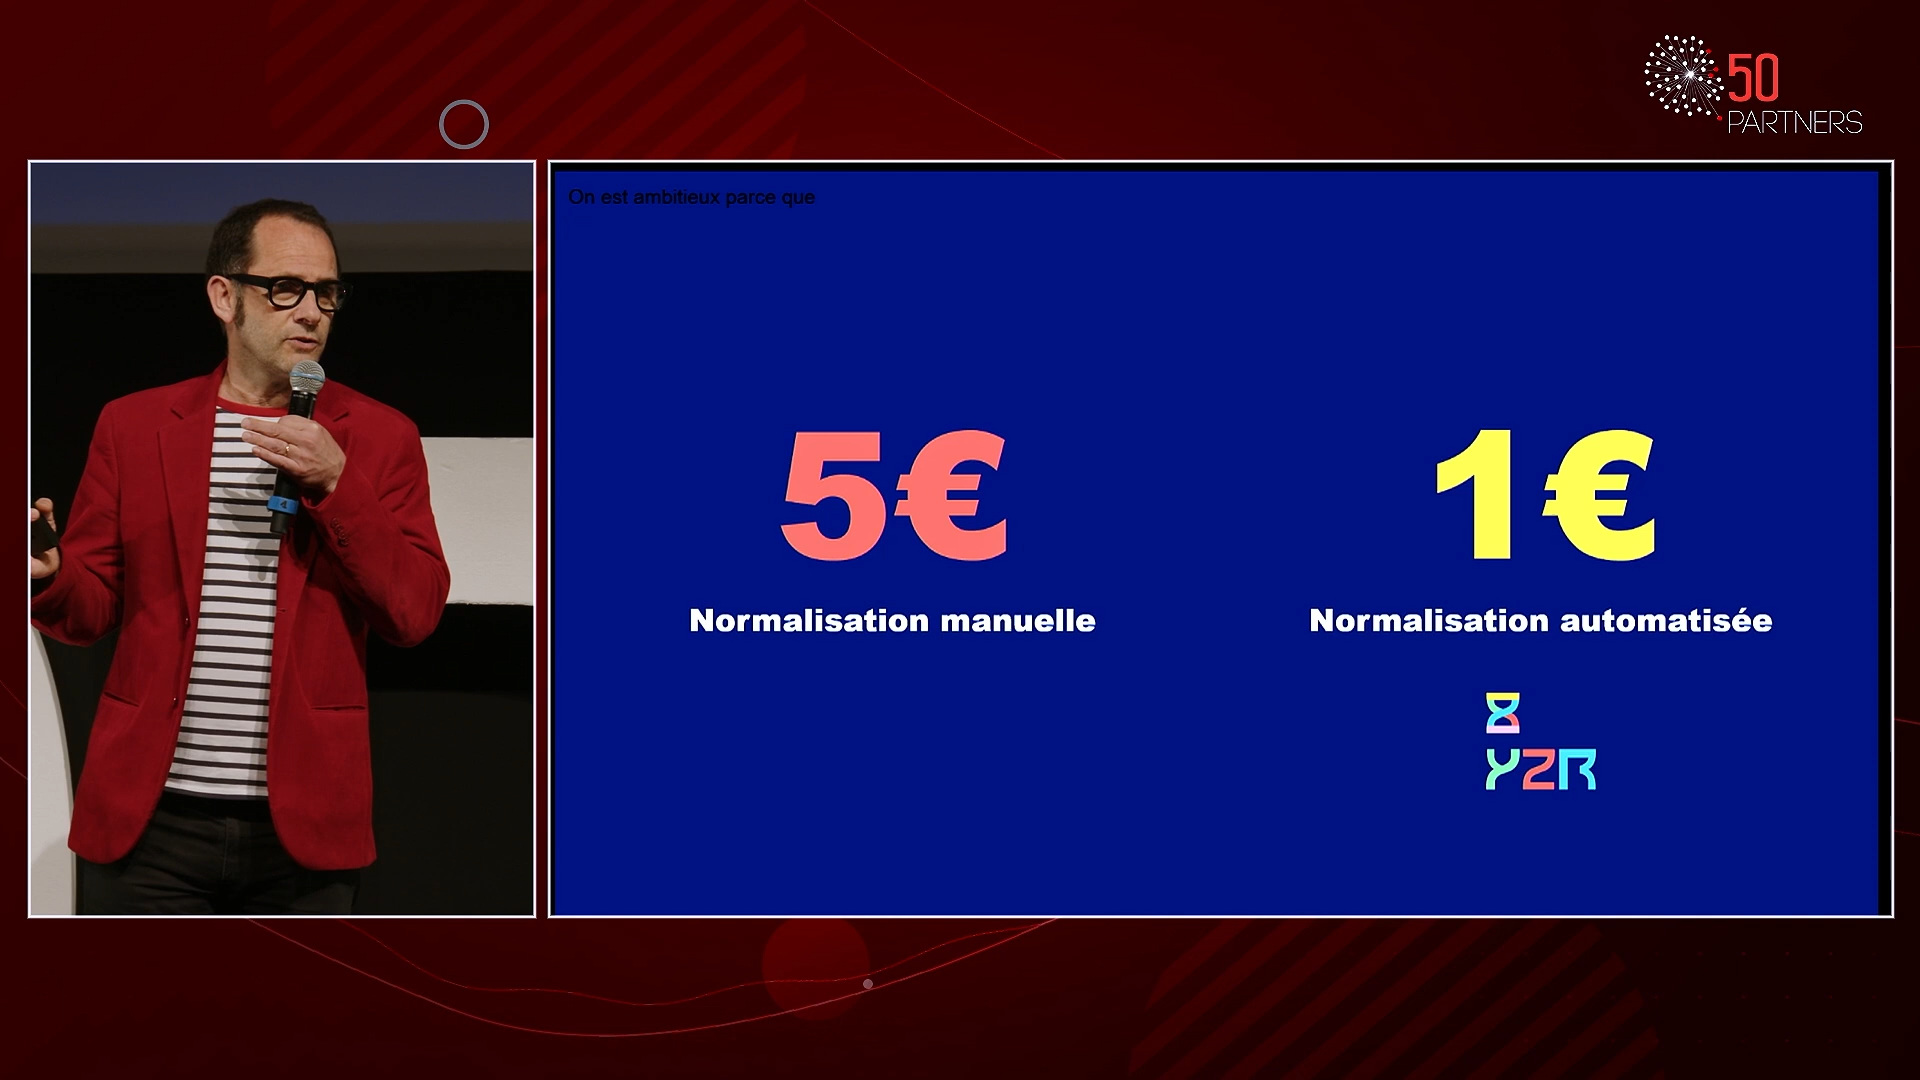 50
PARTNERS
On est ambitieux parce que
5€
1€
Normalisation manuelle
Normalisation automatisée
YZR